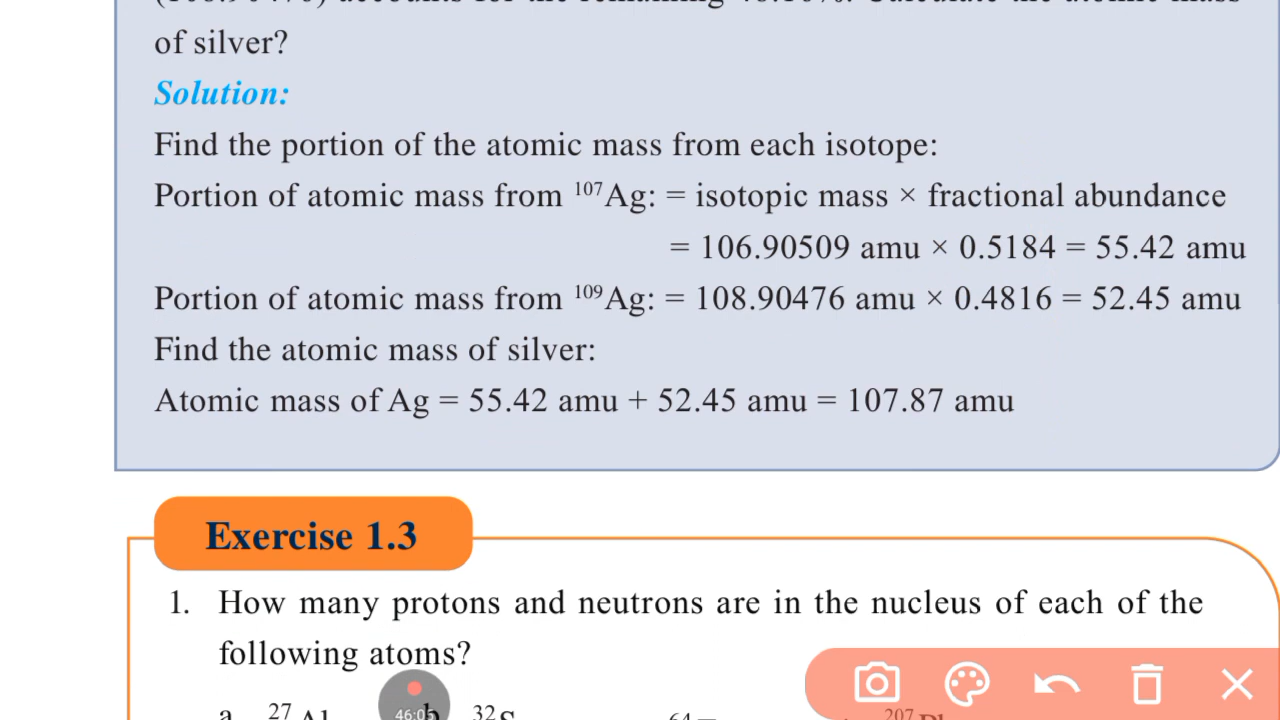 of silver?
Solution:
Find the portion of the atomic mass from each isotope:
Portion of atomic mass from ¹⁰⁷Ag: = isotopic mass × fractional abundance
= 106.90509 amu × 0.5184 = 55.42 amu
Portion of atomic mass from ¹⁰⁹Ag: = 108.90476 amu × 0.4816 = 52.45 amu
Find the atomic mass of silver:
Atomic mass of Ag = 55.42 amu + 52.45 amu = 107.87 amu
Exercise 1.3
1. How many protons and neutrons are in the nucleus of each of the
following atoms?
a ²⁷Al b ³²S ⁶⁴ ²⁰⁷Pb